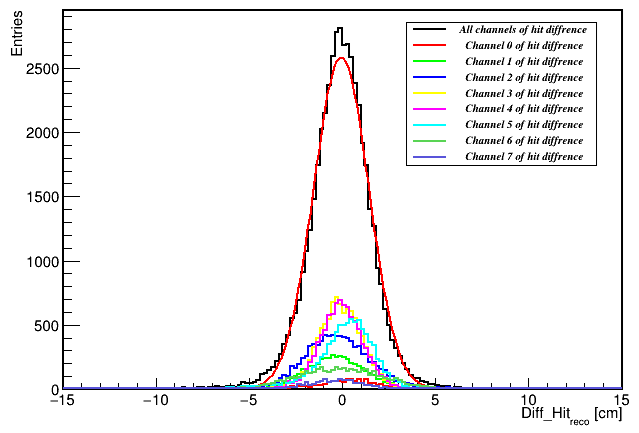 Entries
All channels of hit diffrence
Channel 0 of hit diffrence
Channel 1 of hit diffrence
Channel 2 of hit diffrence
Channel 3 of hit diffrence
Channel 4 of hit diffrence
Channel 5 of hit diffrence
Channel 6 of hit diffrence
Channel 7 of hit diffrence
2500
2000
1500
1000
500
0
−15 −10 −5 0 5 10 15
Diff_Hit_reco [cm]